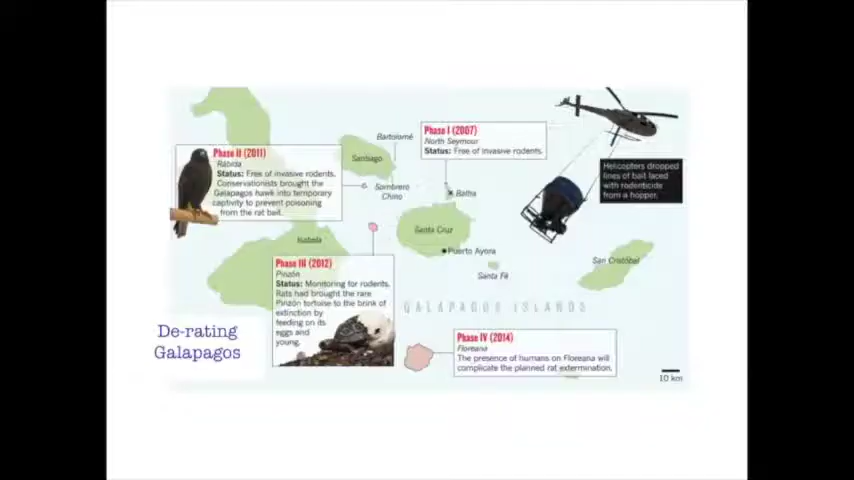 Phase I (2007)
North Seymour
Status: Free of invasive rodents.
Bartolomé
Phase II (2011)
Rábida
Status: Free of invasive rodents.
Conservationists brought the
Galápagos hawk into temporary
captivity to prevent poisoning
from the rat bait.
Santiago
Sombrero
Chino
Baltra
Helicopters dropped
lines of bait laced
with rodenticide
from a hopper.
Santa Cruz
Isabela
Puerto Ayora
San Cristóbal
Santa Fé
Phase III (2012)
Pinzón
Status: Monitoring for rodents.
Rats had brought the rare
Pinzón tortoise to the brink of
extinction by
feeding on its
eggs and
young.
GALAPAGOS ISLANDS
De-rating
Galapagos
Phase IV (2014)
Floreana
The presence of humans on Floreana will
complicate the planned rat extermination.
10 km